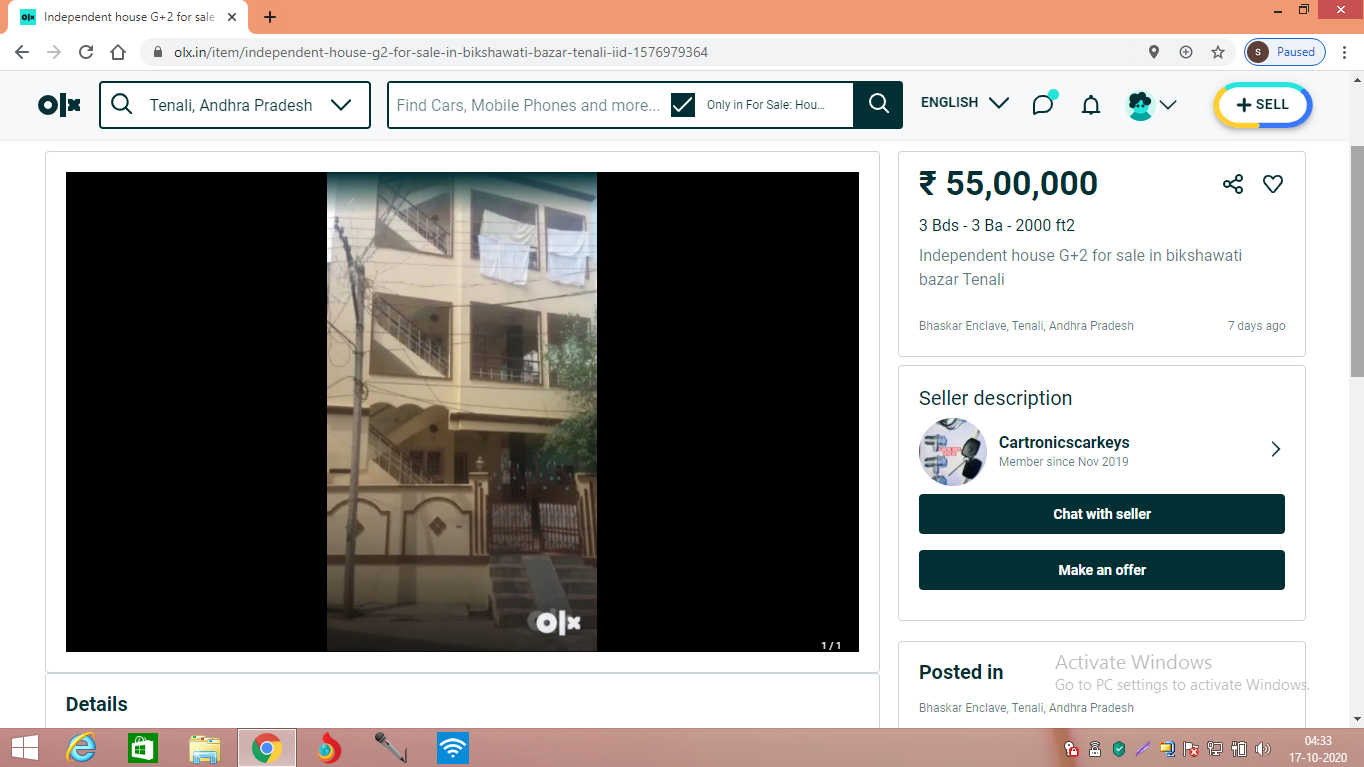 Independent house G+2 for sale
olx.in/item/independent-house-g2-for-sale-in-bikshawati-bazar-tenali-iid-1576979364
s
Paused
olx
Tenali, Andhra Pradesh
Find Cars, Mobile Phones and more...
Only in For Sale: Hou...
ENGLISH
+ SELL
olx
1 / 1
₹ 55,00,000
3 Bds - 3 Ba - 2000 ft2
Independent house G+2 for sale in bikshawati
bazar Tenali
Bhaskar Enclave, Tenali, Andhra Pradesh
7 days ago
Seller description
Cartronicscarkeys
Member since Nov 2019
Chat with seller
Make an offer
Posted in
Bhaskar Enclave, Tenali, Andhra Pradesh
Activate Windows
Go to PC settings to activate Windows.
Details
04:33
17-10-2020